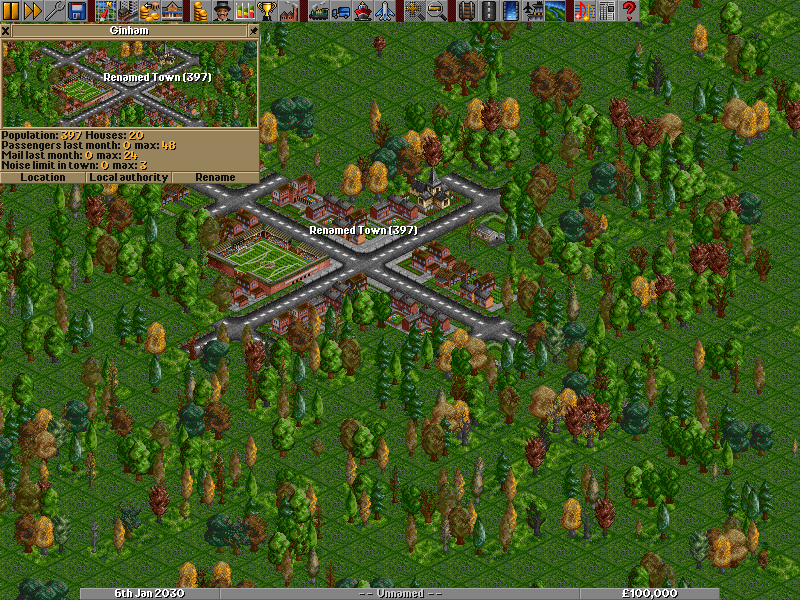 Ginham
Renamed Town (397)
Population: 397 Houses: 20
Passengers last month: 0 max: 48
Mail last month: 0 max: 24
Noise limit in town: 0 max: 3
Location Local authority Rename
Renamed Town (397)
6th Jan 2030 -- Unnamed -- £100,000